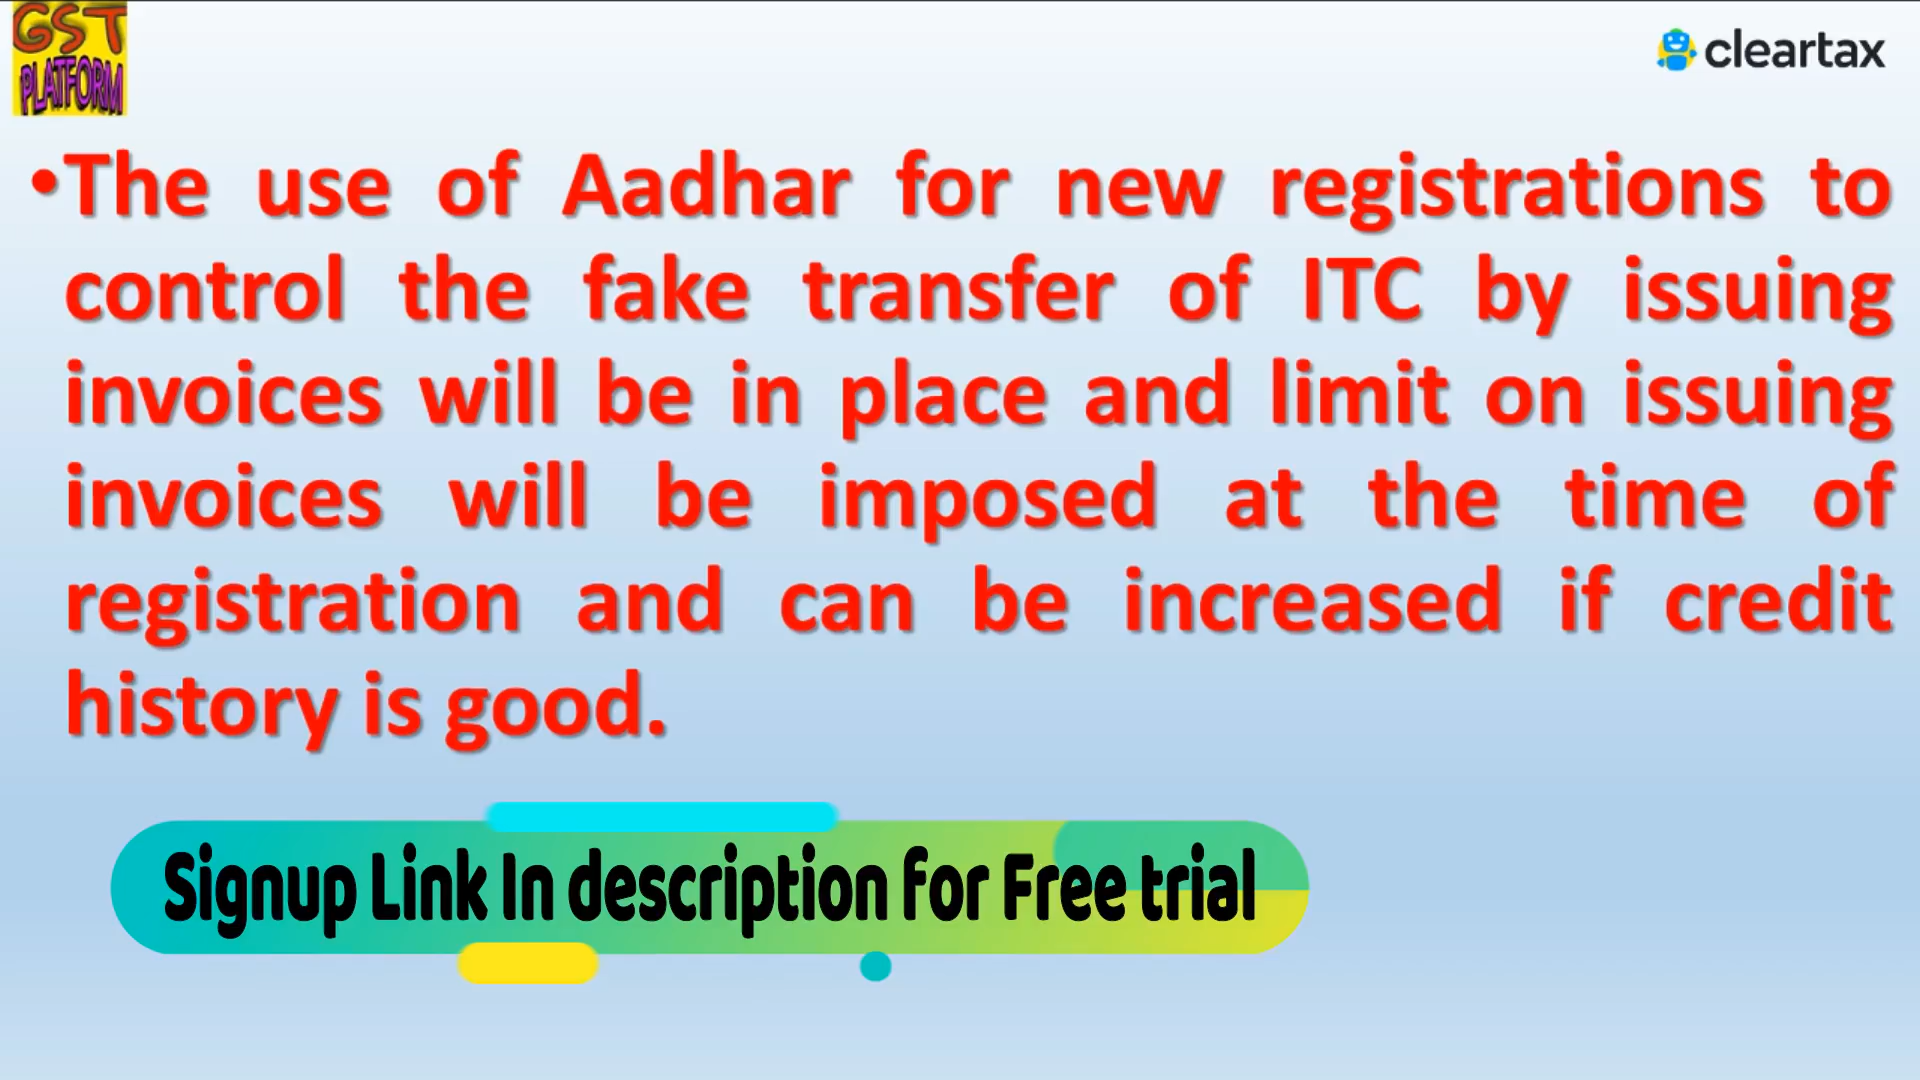 GST
PLATFORM
cleartax
•The use of Aadhar for new registrations to
control the fake transfer of ITC by issuing
invoices will be in place and limit on issuing
invoices will be imposed at the time of
registration and can be increased if credit
history is good.
Signup Link In description for Free trial